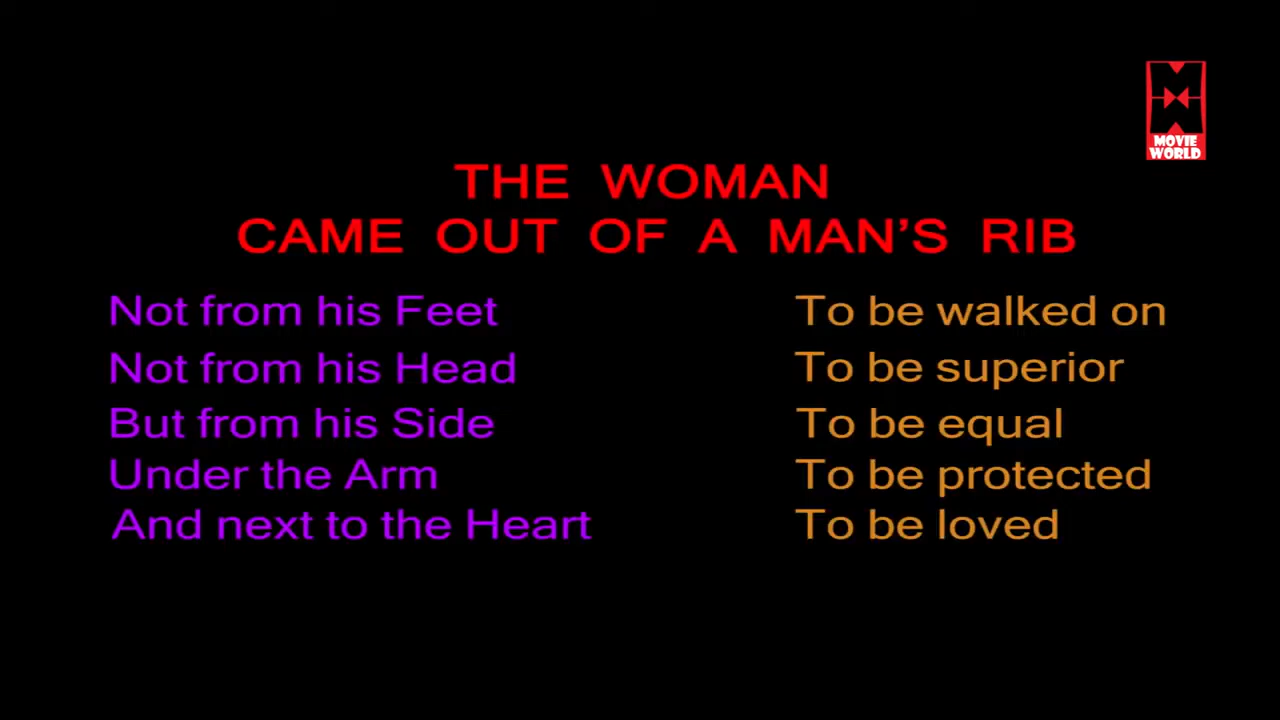 MOVIE
WORLD
THE WOMAN
CAME OUT OF A MAN'S RIB
Not from his Feet To be walked on
Not from his Head To be superior
But from his Side To be equal
Under the Arm To be protected
And next to the Heart To be loved